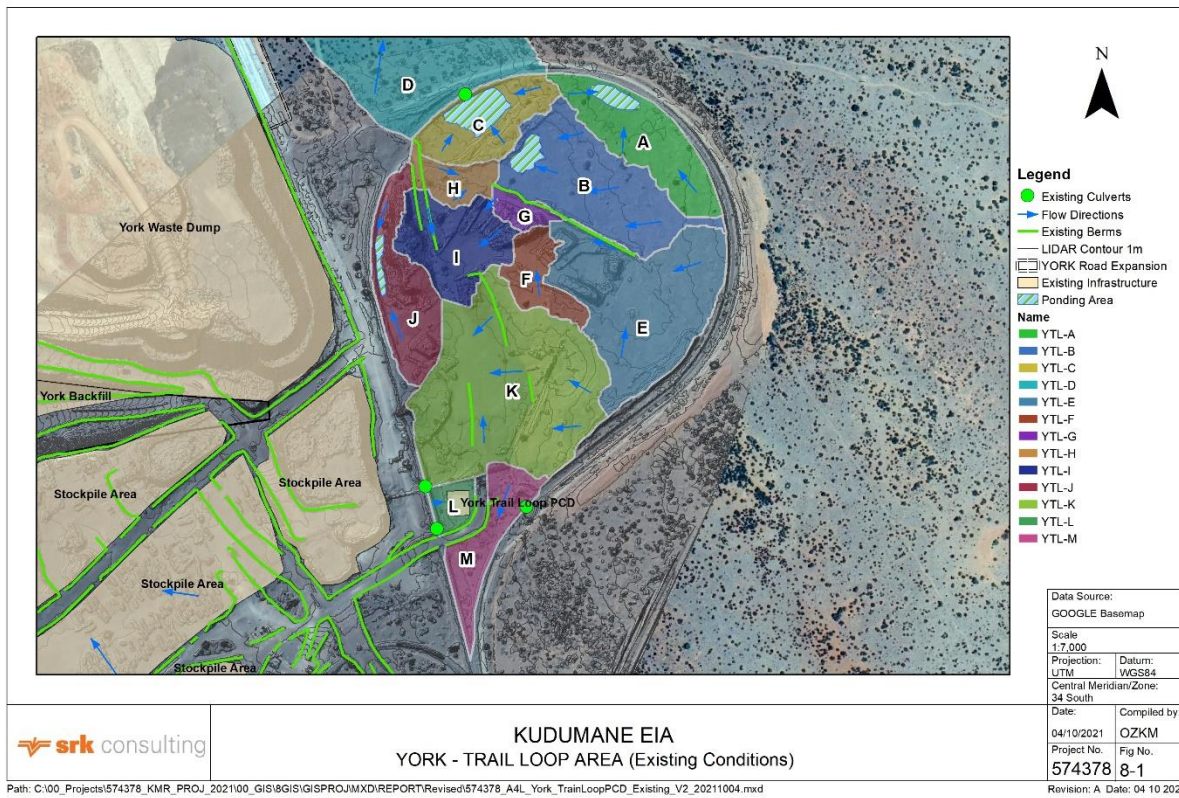 D
C
A
B
H
G
I
F
E
J
K
L
M
York Waste Dump
York Backfill
Stockpile Area
Stockpile Area
Stockpile Area
Stockpile Area
York Trail Loop PCD
N
Legend
Existing Culverts
Flow Directions
Existing Berms
LIDAR Contour 1m
YORK Road Expansion
Existing Infrastructure
Ponding Area
Name
YTL-A
YTL-B
YTL-C
YTL-D
YTL-E
YTL-F
YTL-G
YTL-H
YTL-I
YTL-J
YTL-K
YTL-L
YTL-M
Data Source:
GOOGLE Basemap
Scale
1:7,000
Projection: Datum:
UTM WGS84
Central Meridian/Zone:
34 South
Date: Compiled by
04/10/2021 OZKM
Project No. Fig No.
574378 8-1
srk consulting
KUDUMANE EIA
YORK - TRAIL LOOP AREA (Existing Conditions)
Path: C:\00_Projects\574378_KMR_PROJ_2021\00_GIS\8GIS\GISPROJ\MXD\REPORT\Revised\574378_A4L_York_TrainLoopPCD_Existing_V2_20211004.mxd
Revision: A Date: 04 10 202